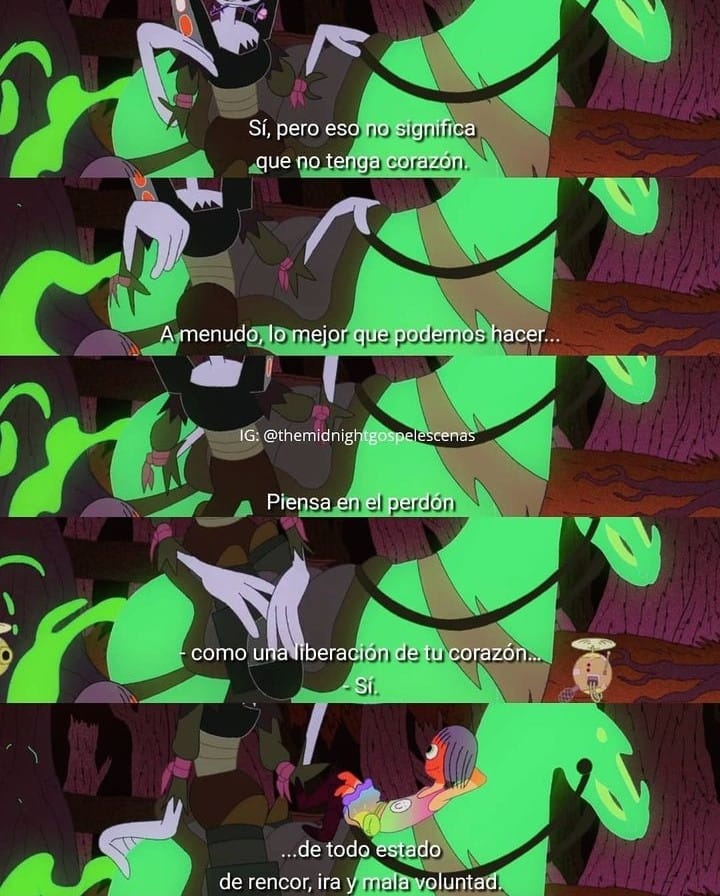 Sí, pero eso no significa
que no tenga corazón.
A menudo, lo mejor que podemos hacer...
IG: @themidnightgospelescenas
Piensa en el perdón
- como una liberación de tu corazón...
- Sí.
...de todo estado
de rencor, ira y mala voluntad.